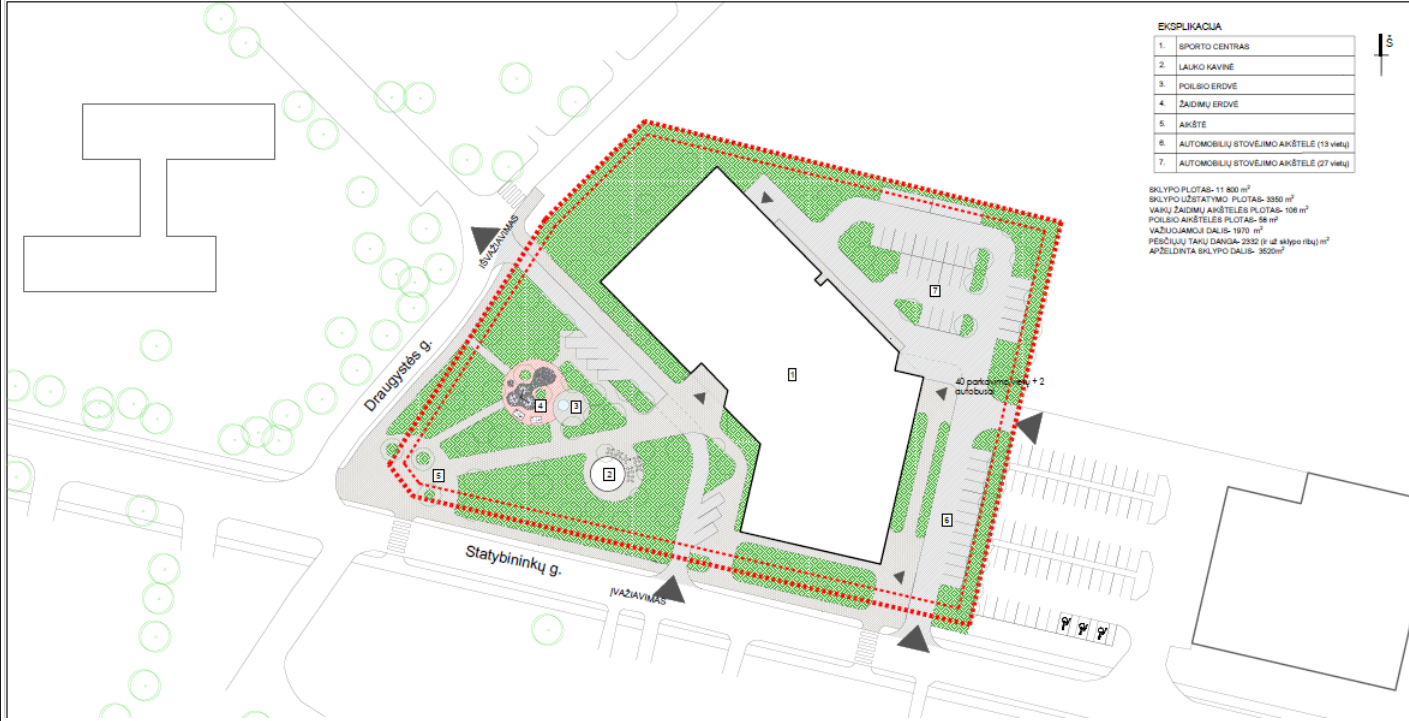 EKSPLIKACIJA
1. SPORTO CENTRAS
2. LAUKO KAVINĖ
3. POILSIO ERDVĖ
4. ŽAIDIMŲ ERDVĖ
5. AIKŠTĖ
6. AUTOMOBILIŲ STOVĖJIMO AIKŠTELĖ (13 vietų)
7. AUTOMOBILIŲ STOVĖJIMO AIKŠTELĖ (27 vietų)
Š
SKLYPO PLOTAS- 11 800 m²
SKLYPO UŽSTATYMO PLOTAS- 3350 m²
VAIKŲ ŽAIDIMŲ AIKŠTELĖS PLOTAS- 106 m²
POILSIO AIKŠTELĖS PLOTAS- 58 m²
VAŽIUOJAMOJI DALIS- 1970 m²
PĖSČIŲJŲ TAKŲ DANGA- 2332 (ir už sklypo ribų) m²
APŽELDINTA SKLYPO DALIS- 3520m²
IŠVAŽIAVIMAS
Draugystės g.
7
1
40 parkavimo vietų + 2
autobusai
4
3
2
5
6
Statybininkų g.
ĮVAŽIAVIMAS